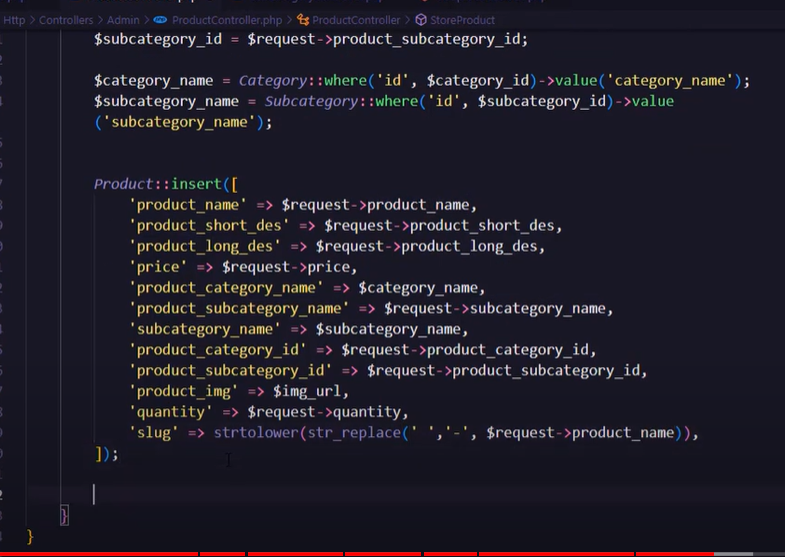 Http > Controllers > Admin > ProductController.php > ProductController > StoreProduct
$subcategory_id = $request->product_subcategory_id;
$category_name = Category::where('id', $category_id)->value('category_name');
$subcategory_name = Subcategory::where('id', $subcategory_id)->value
('subcategory_name');
Product::insert([
'product_name' => $request->product_name,
'product_short_des' => $request->product_short_des,
'product_long_des' => $request->product_long_des,
'price' => $request->price,
'product_category_name' => $category_name,
'product_subcategory_name' => $request->subcategory_name,
'subcategory_name' => $subcategory_name,
'product_category_id' => $request->product_category_id,
'product_subcategory_id' => $request->product_subcategory_id,
'product_img' => $img_url,
'quantity' => $request->quantity,
'slug' => strtolower(str_replace(' ','-', $request->product_name)),
]);
}
}